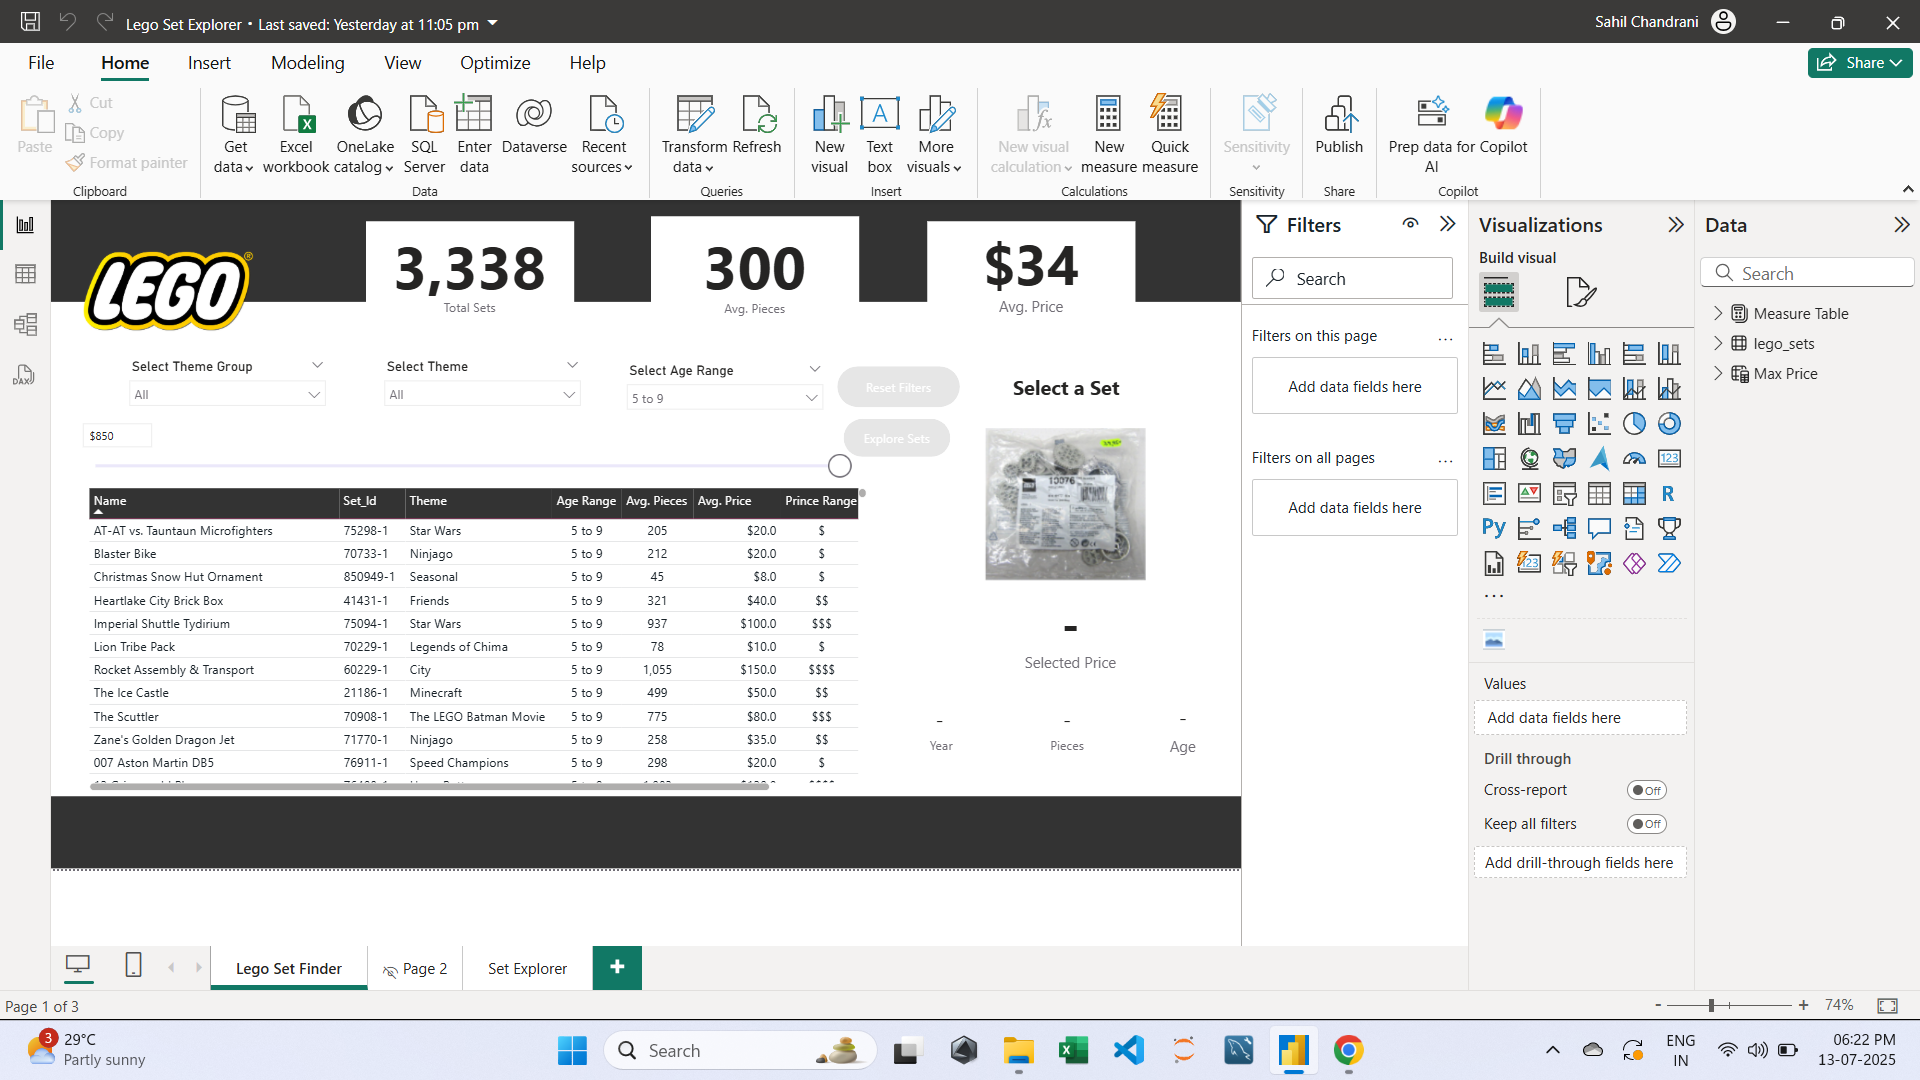 Lego Set Explorer • Last saved: Yesterday at 11:05 pm
Sahil Chandrani
File Home Insert Modeling View Optimize Help
Share
Paste
Cut
Copy
Format painter
Clipboard
Get data
Excel workbook
OneLake catalog
SQL Server
Enter data
Dataverse
Recent sources
Data
Transform data
Refresh
Queries
New visual
Text box
More visuals
Insert
New visual calculation
New measure
Quick measure
Calculations
Sensitivity
Sensitivity
Publish
Share
Prep data for AI
Copilot
Copilot
LEGO ®
3,338
Total Sets
300
Avg. Pieces
$34
Avg. Price
Select Theme Group
All
Select Theme
All
Select Age Range
5 to 9
Reset Filters
Explore Sets
$850
Name Set_Id Theme Age Range Avg. Pieces Avg. Price Prince Range
AT-AT vs. Tauntaun Microfighters 75298-1 Star Wars 5 to 9 205 $20.0 $
Blaster Bike 70733-1 Ninjago 5 to 9 212 $20.0 $
Christmas Snow Hut Ornament 850949-1 Seasonal 5 to 9 45 $8.0 $
Heartlake City Brick Box 41431-1 Friends 5 to 9 321 $40.0 $$
Imperial Shuttle Tydirium 75094-1 Star Wars 5 to 9 937 $100.0 $$$
Lion Tribe Pack 70229-1 Legends of Chima 5 to 9 78 $10.0 $
Rocket Assembly & Transport 60229-1 City 5 to 9 1,055 $150.0 $$$$
The Ice Castle 21186-1 Minecraft 5 to 9 499 $50.0 $$
The Scuttler 70908-1 The LEGO Batman Movie 5 to 9 775 $80.0 $$$
Zane's Golden Dragon Jet 71770-1 Ninjago 5 to 9 258 $35.0 $$
007 Aston Martin DB5 76911-1 Speed Champions 5 to 9 298 $20.0 $
Select a Set
10076
-
Selected Price
- - -
Year Pieces Age
Filters
Search
Filters on this page ...
Add data fields here
Filters on all pages ...
Add data fields here
Visualizations
Build visual
123
R
Py
123
...
Values
Add data fields here
Drill through
Cross-report Off
Keep all filters Off
Add drill-through fields here
Data
Search
Measure Table
lego_sets
Max Price
DAX
Lego Set Finder Page 2 Set Explorer +
Page 1 of 3
- + 74%
3
29°C
Partly sunny
Search
ENG
IN
06:22 PM
13-07-2025